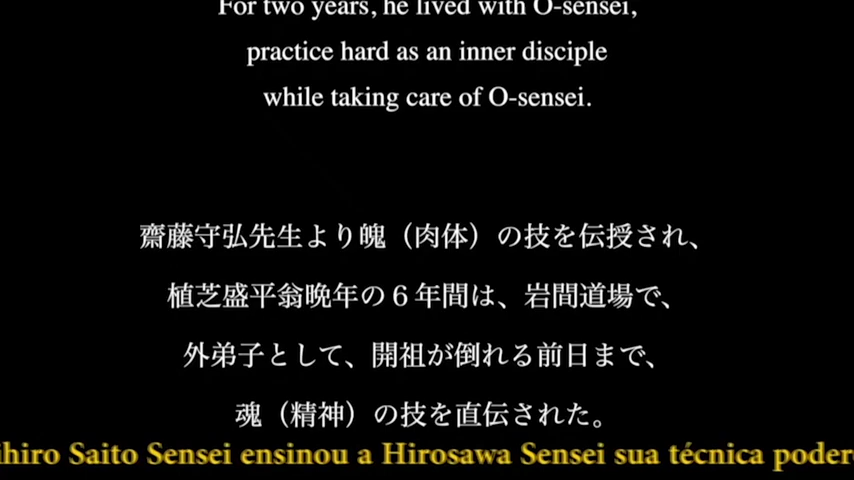 For two years, he lived with O-sensei,
practice hard as an inner disciple
while taking care of O-sensei.
齋藤守弘先生より魄（肉体）の技を伝授され、
植芝盛平翁晩年の６年間は、岩間道場で、
外弟子として、開祖が倒れる前日まで、
魂（精神）の技を直伝された。
ihiro Saito Sensei ensinou a Hirosawa Sensei sua técnica poder